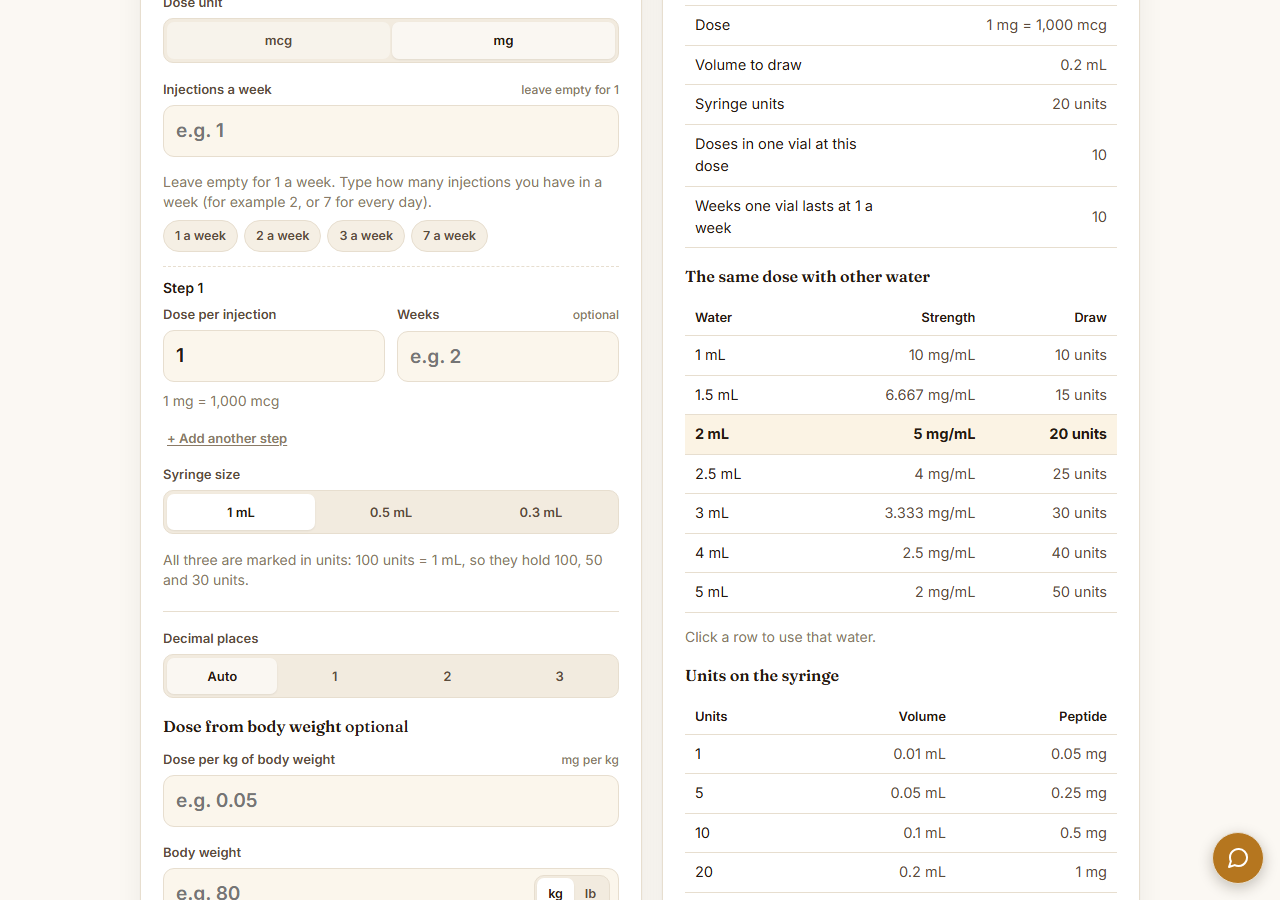 Dose unit
mcg
mg
Injections a week
leave empty for 1
e.g. 1
Leave empty for 1 a week. Type how many injections you have in a
week (for example 2, or 7 for every day).
1 a week
2 a week
3 a week
7 a week
Step 1
Dose per injection
Weeks
optional
1
e.g. 2
1 mg = 1,000 mcg
+ Add another step
Syringe size
1 mL
0.5 mL
0.3 mL
All three are marked in units: 100 units = 1 mL, so they hold 100, 50
and 30 units.
Decimal places
Auto
1
2
3
Dose from body weight optional
Dose per kg of body weight
mg per kg
e.g. 0.05
Body weight
e.g. 80
kg
lb
Dose 1 mg = 1,000 mcg
Volume to draw 0.2 mL
Syringe units 20 units
Doses in one vial at this
dose
10
Weeks one vial lasts at 1 a
week
10
The same dose with other water
Water Strength Draw
1 mL 10 mg/mL 10 units
1.5 mL 6.667 mg/mL 15 units
2 mL 5 mg/mL 20 units
2.5 mL 4 mg/mL 25 units
3 mL 3.333 mg/mL 30 units
4 mL 2.5 mg/mL 40 units
5 mL 2 mg/mL 50 units
Click a row to use that water.
Units on the syringe
Units Volume Peptide
1 0.01 mL 0.05 mg
5 0.05 mL 0.25 mg
10 0.1 mL 0.5 mg
20 0.2 mL 1 mg